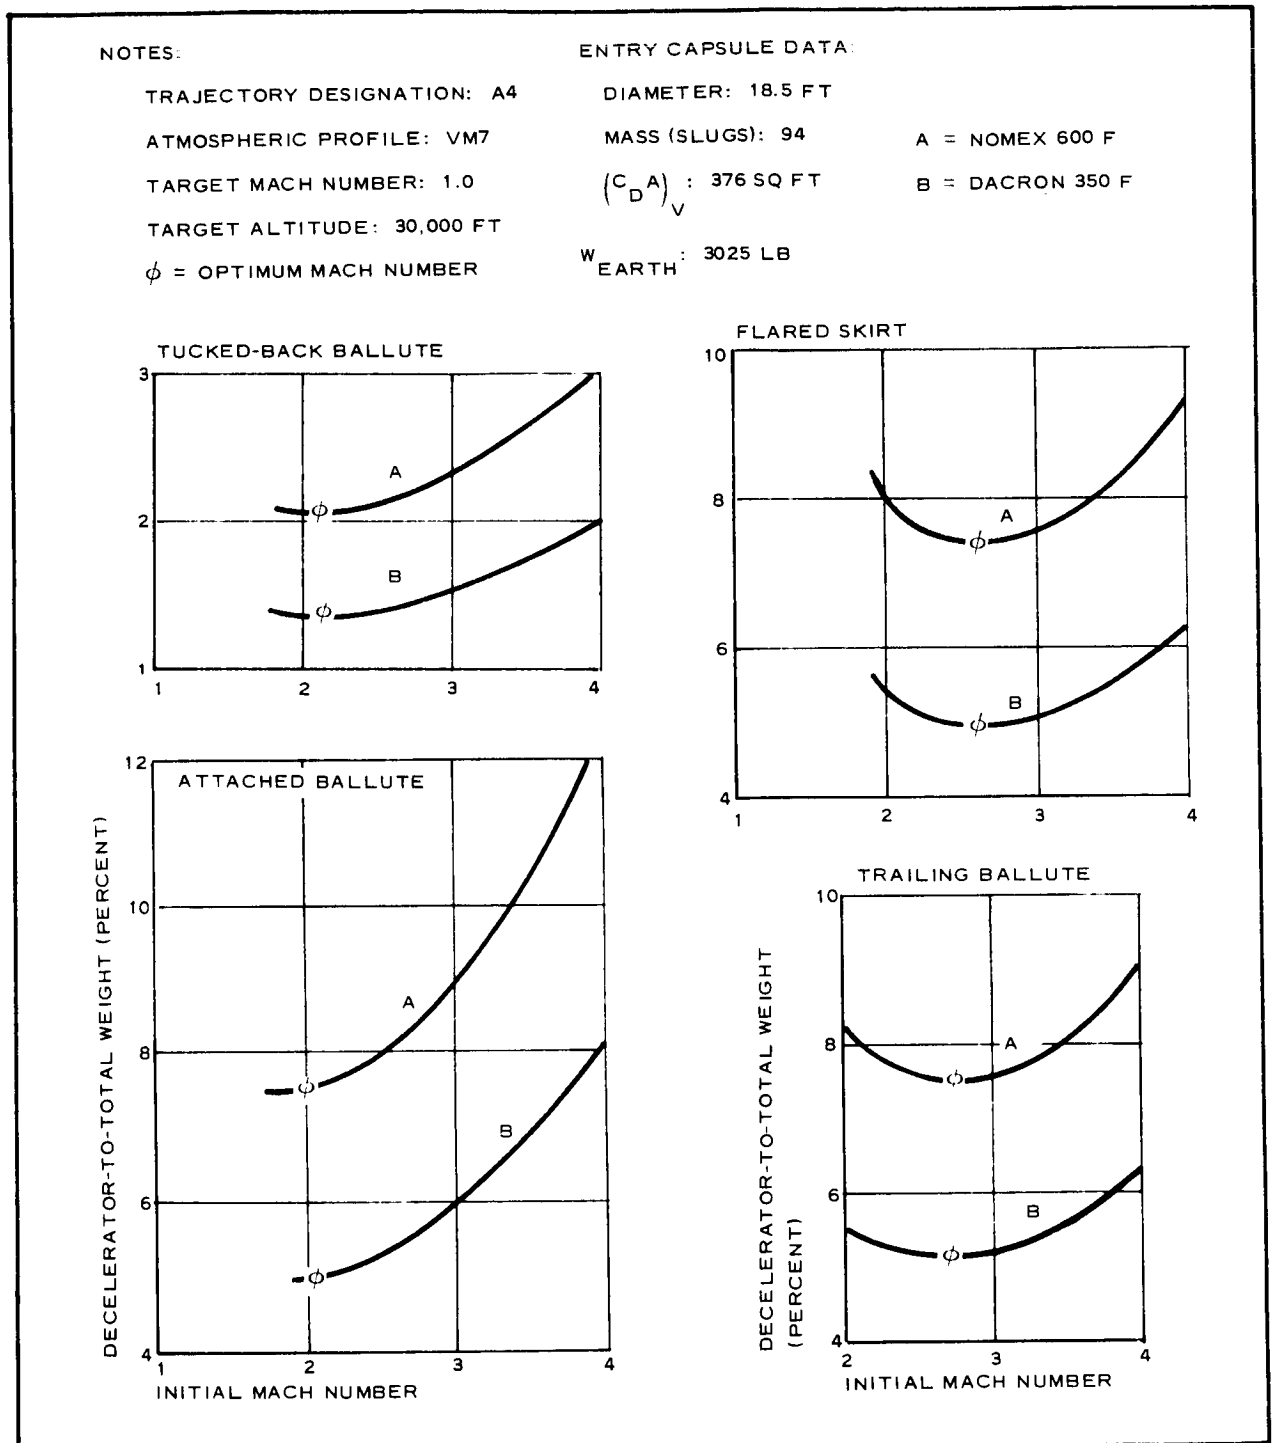 NOTES:
TRAJECTORY DESIGNATION: A4
ATMOSPHERIC PROFILE: VM7
TARGET MACH NUMBER: 1.0
TARGET ALTITUDE: 30,000 FT
ϕ = OPTIMUM MACH NUMBER
ENTRY CAPSULE DATA:
DIAMETER: 18.5 FT
MASS (SLUGS): 94
(C_D A)_V: 376 SQ FT
W_EARTH: 3025 LB
A = NOMEX 600 F
B = DACRON 350 F
TUCKED-BACK BALLUTE
3
2
1
A
ϕ
B
ϕ
1 2 3 4
FLARED SKIRT
10
8
6
4
A
ϕ
B
ϕ
1 2 3 4
ATTACHED BALLUTE
12
10
8
6
4
A
ϕ
B
ϕ
1 2 3 4
DECELERATOR-TO-TOTAL WEIGHT (PERCENT)
INITIAL MACH NUMBER
TRAILING BALLUTE
10
8
6
4
A
ϕ
B
ϕ
2 3 4
DECELERATOR-TO-TOTAL WEIGHT
(PERCENT)
INITIAL MACH NUMBER